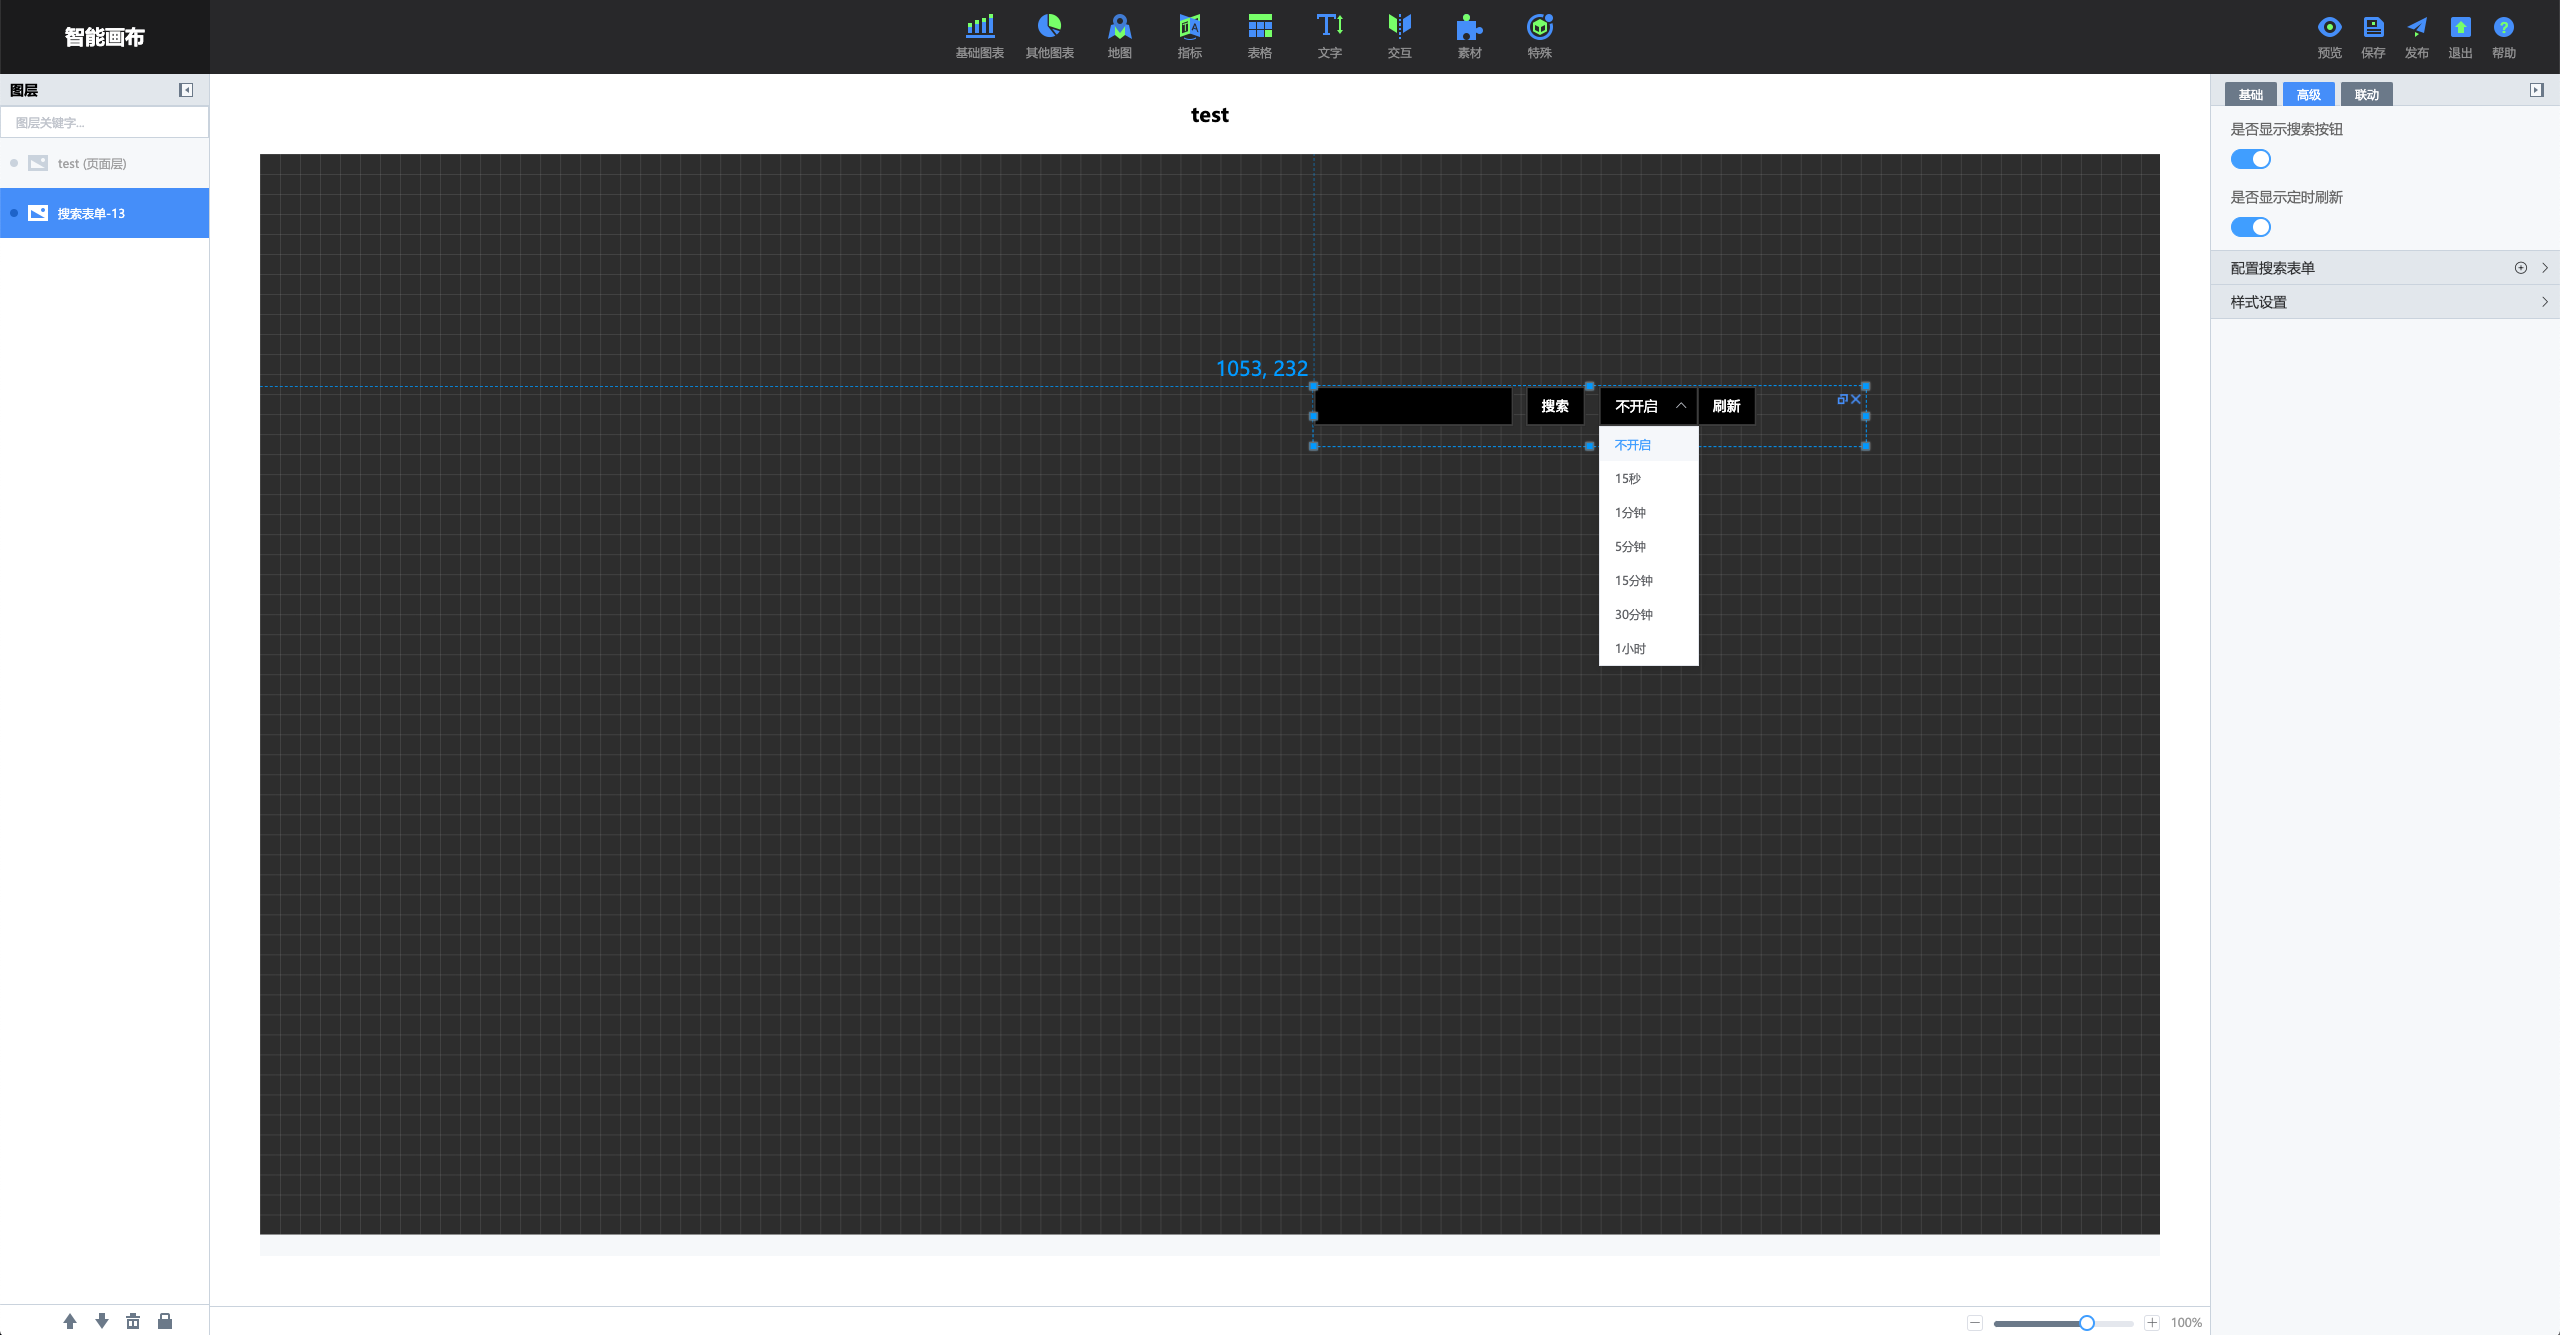 智能画布
基础图表
其他图表
地图
指标
表格
文字
交互
素材
特殊
预览
保存
发布
退出
帮助
图层
图层关键字...
test (页面层)
搜索表单-13
test
1053, 232
搜索
不开启
刷新
不开启
15秒
1分钟
5分钟
15分钟
30分钟
1小时
基础
高级
联动
是否显示搜索按钮
是否显示定时刷新
配置搜索表单
样式设置
100%